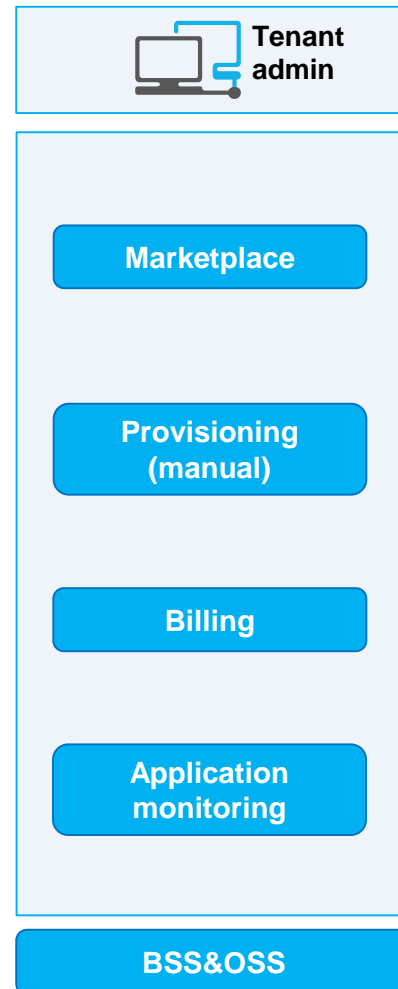 Tenant
admin
Marketplace
Provisioning
(manual)
Billing
Application
monitoring
BSS&OSS